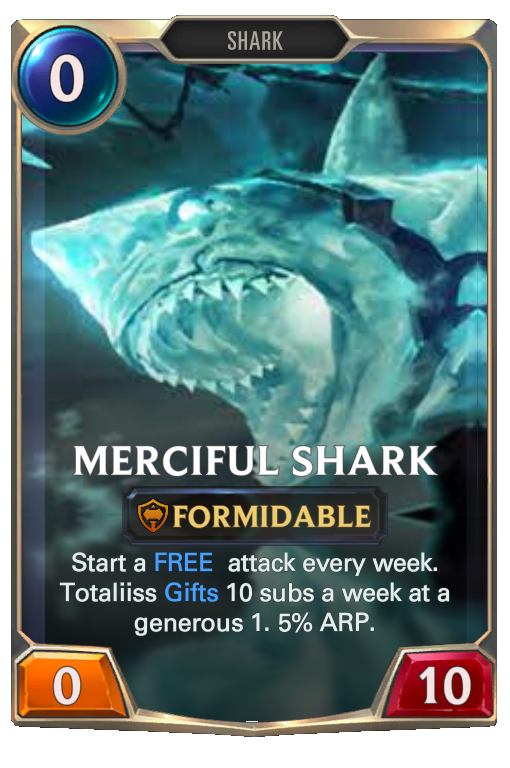 SHARK
0
MERCIFUL SHARK
FORMIDABLE
Start a FREE attack every week.
Totaliiss Gifts 10 subs a week at a
generous 1. 5% ARP.
0
10